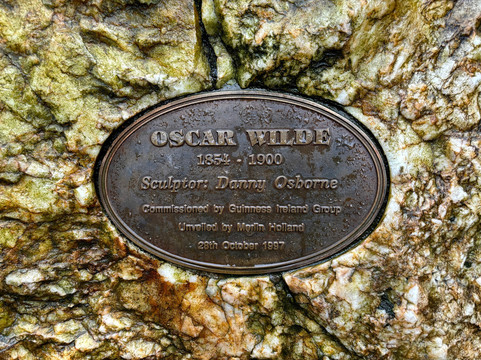 OSCAR WILDE
1854 - 1900
Sculptor: Danny Osborne
Commissioned by Guinness Ireland Group
Unveiled by Merlin Holland
28th October 1997